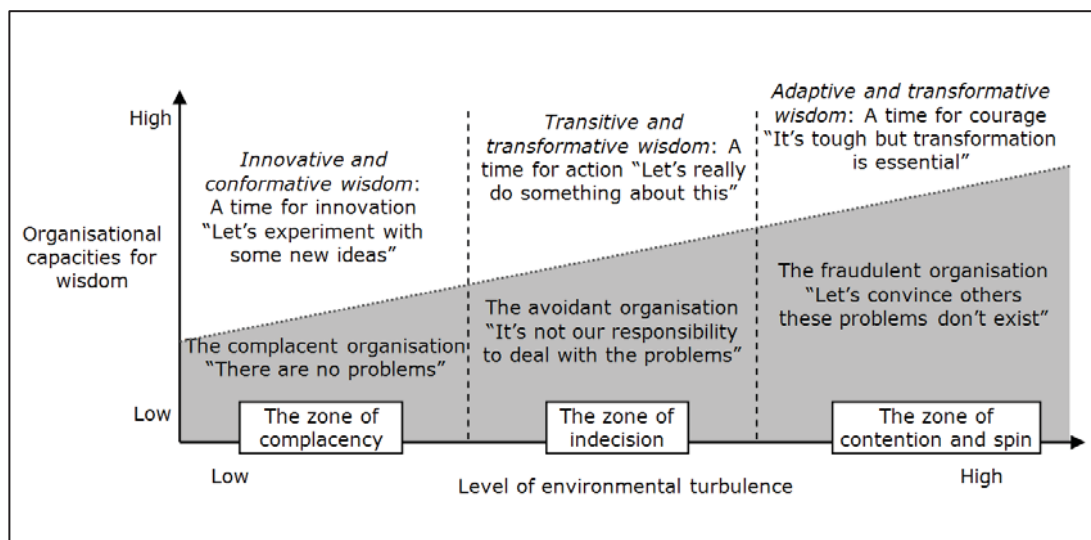 High
Organisational
capacities for
wisdom
Low
Innovative and
conformative wisdom:
A time for innovation
“Let’s experiment with
some new ideas”
Transitive and
transformative wisdom: A
time for action “Let’s really
do something about this”
Adaptive and transformative
wisdom: A time for courage
“It’s tough but transformation
is essential”
The complacent organisation
“There are no problems”
The avoidant organisation
“It’s not our responsibility
to deal with the problems”
The fraudulent organisation
“Let’s convince others
these problems don’t exist”
The zone of
complacency
The zone of
indecision
The zone of
contention and spin
Low
Level of environmental turbulence
High